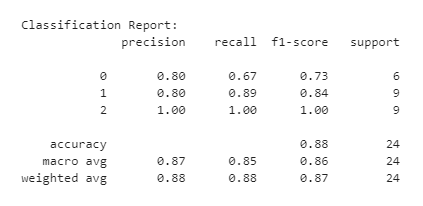 Classification Report:
precision recall f1-score support
0 0.80 0.67 0.73 6
1 0.80 0.89 0.84 9
2 1.00 1.00 1.00 9
accuracy 0.88 24
macro avg 0.87 0.85 0.86 24
weighted avg 0.88 0.88 0.87 24